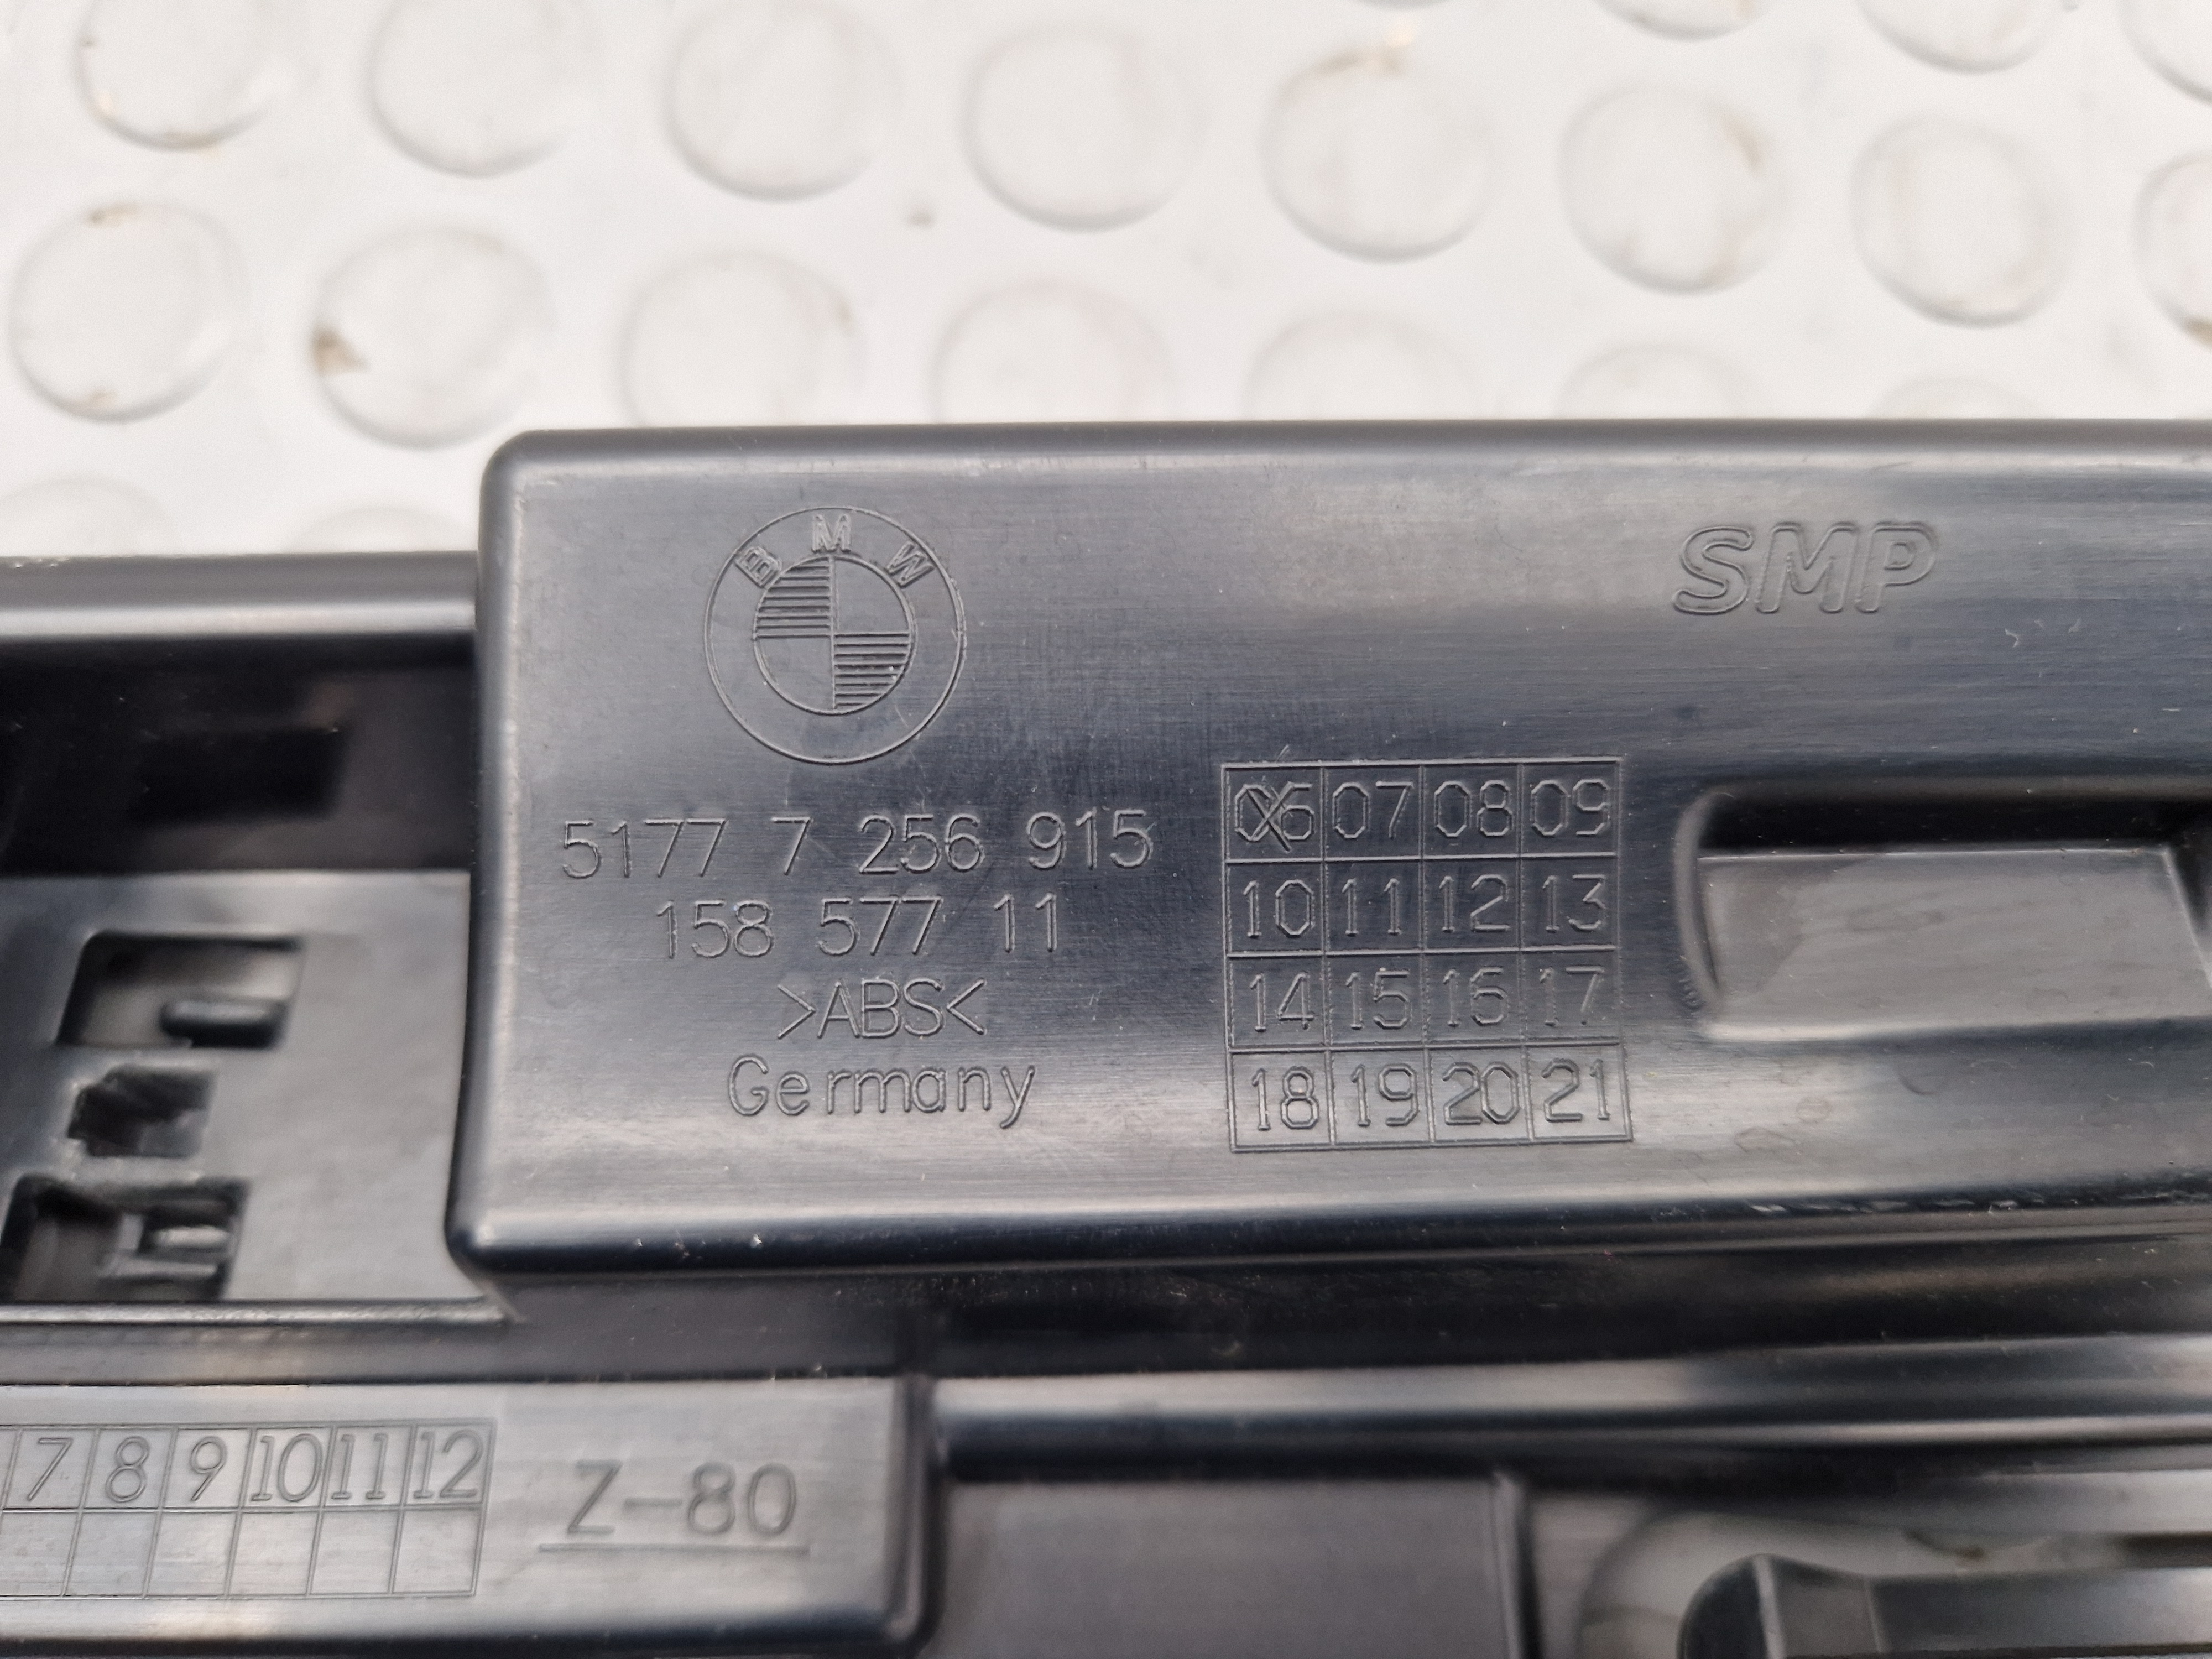 BMW
SMP
5177 7 256 915
158 577 11
>ABS<
Germany
06 07 08 09
10 11 12 13
14 15 16 17
18 19 20 21
7 8 9 10 11 12
Z-80